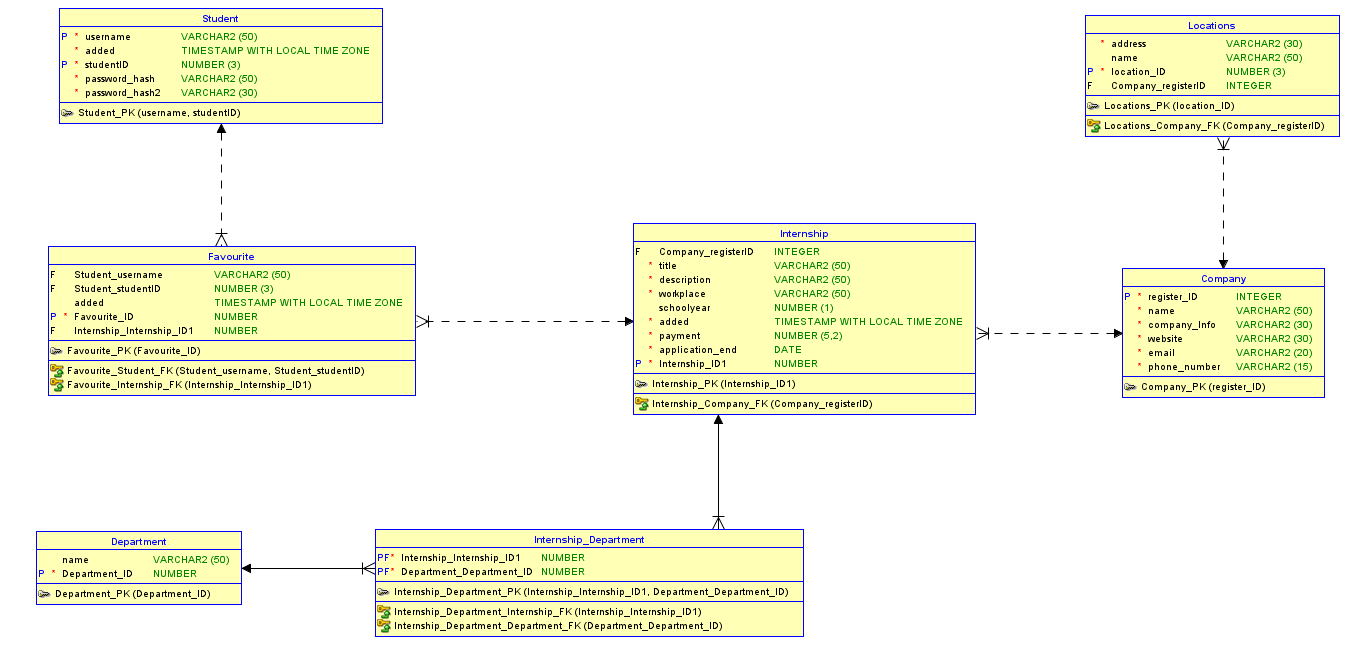 Student
P * username VARCHAR2 (50)
* added TIMESTAMP WITH LOCAL TIME ZONE
P * studentID NUMBER (3)
* password_hash VARCHAR2 (50)
* password_hash2 VARCHAR2 (30)
Student_PK (username, studentID)
Locations
* address VARCHAR2 (30)
name VARCHAR2 (50)
P * location_ID NUMBER (3)
F Company_registerID INTEGER
Locations_PK (location_ID)
Locations_Company_FK (Company_registerID)
Favourite
F Student_username VARCHAR2 (50)
F Student_studentID NUMBER (3)
added TIMESTAMP WITH LOCAL TIME ZONE
P * Favourite_ID NUMBER
F Internship_Internship_ID1 NUMBER
Favourite_PK (Favourite_ID)
Favourite_Student_FK (Student_username, Student_studentID)
Favourite_Internship_FK (Internship_Internship_ID1)
Internship
F Company_registerID INTEGER
* title VARCHAR2 (50)
* description VARCHAR2 (50)
* workplace VARCHAR2 (50)
schoolyear NUMBER (1)
* added TIMESTAMP WITH LOCAL TIME ZONE
* payment NUMBER (5,2)
* application_end DATE
P * Internship_ID1 NUMBER
Internship_PK (Internship_ID1)
Internship_Company_FK (Company_registerID)
Company
P * register_ID INTEGER
* name VARCHAR2 (50)
* company_Info VARCHAR2 (30)
* website VARCHAR2 (30)
* email VARCHAR2 (20)
* phone_number VARCHAR2 (15)
Company_PK (register_ID)
Department
name VARCHAR2 (50)
P * Department_ID NUMBER
Department_PK (Department_ID)
Internship_Department
PF* Internship_Internship_ID1 NUMBER
PF* Department_Department_ID NUMBER
Internship_Department_PK (Internship_Internship_ID1, Department_Department_ID)
Internship_Department_Internship_FK (Internship_Internship_ID1)
Internship_Department_Department_FK (Department_Department_ID)